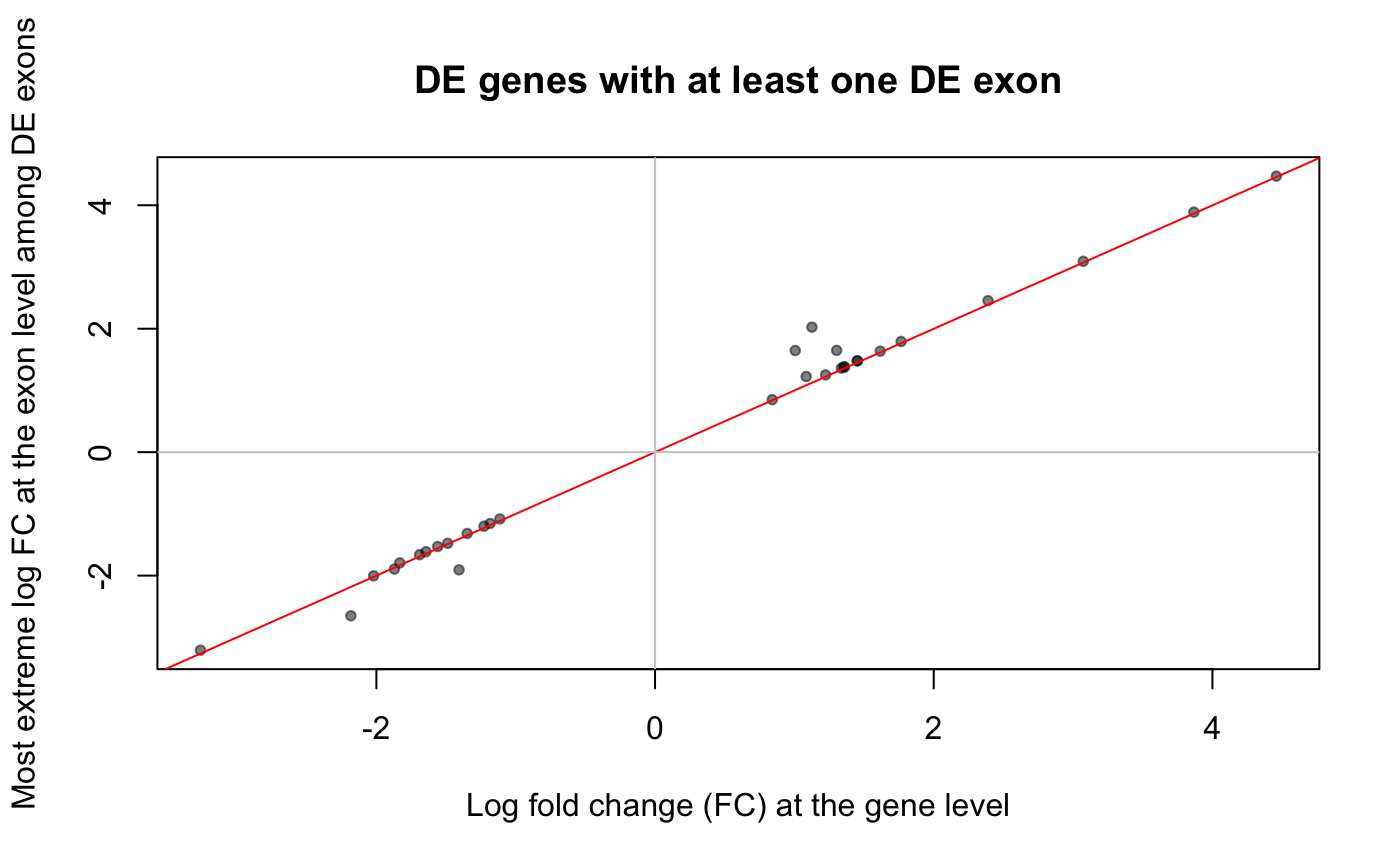 DE genes with at least one DE exon
Most extreme log FC at the exon level among DE exons
4
2
0
-2
-2
0
2
4
Log fold change (FC) at the gene level